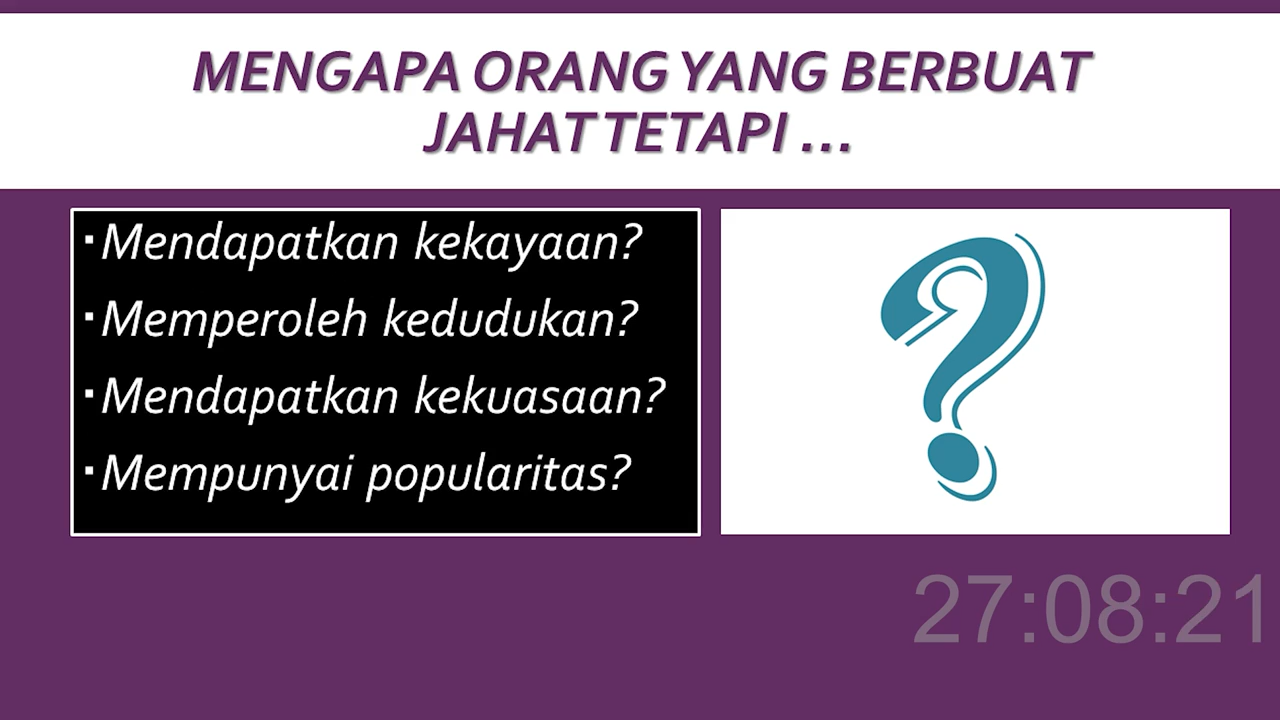 MENGAPA ORANG YANG BERBUAT
JAHAT TETAPI ...
▪Mendapatkan kekayaan?
▪Memperoleh kedudukan?
▪Mendapatkan kekuasaan?
▪Mempunyai popularitas?
27:08:21